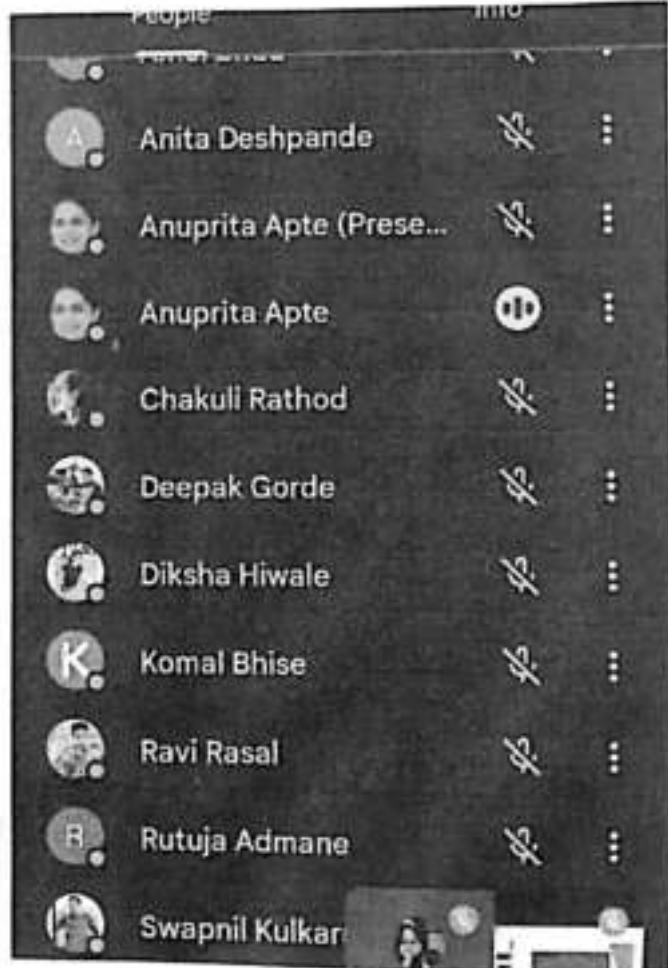 People Info
A
Anita Deshpande
Anuprita Apte (Prese...
Anuprita Apte
Chakuli Rathod
Deepak Gorde
Diksha Hiwale
K
Komal Bhise
Ravi Rasal
R
Rutuja Admane
Swapnil Kulkar